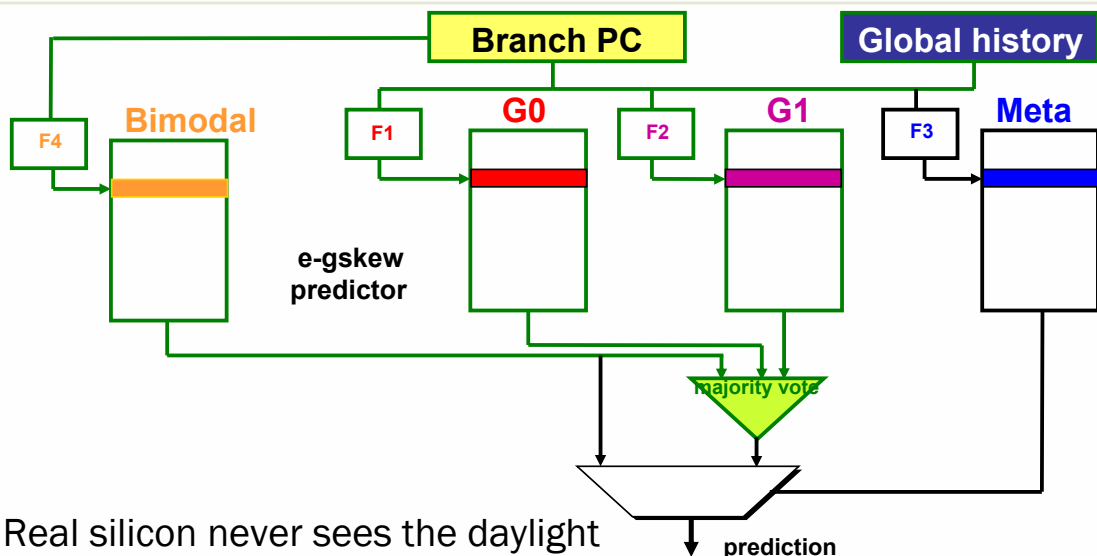 Branch PC
Global history
Bimodal
G0
G1
Meta
F4
F1
F2
F3
e-gskew
predictor
majority vote
Real silicon never sees the daylight
prediction